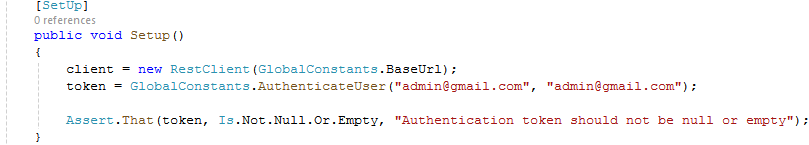 [SetUp]
0 references
public void Setup()
{
client = new RestClient(GlobalConstants.BaseUrl);
token = GlobalConstants.AuthenticateUser("admin@gmail.com", "admin@gmail.com");
Assert.That(token, Is.Not.Null.Or.Empty, "Authentication token should not be null or empty");
}